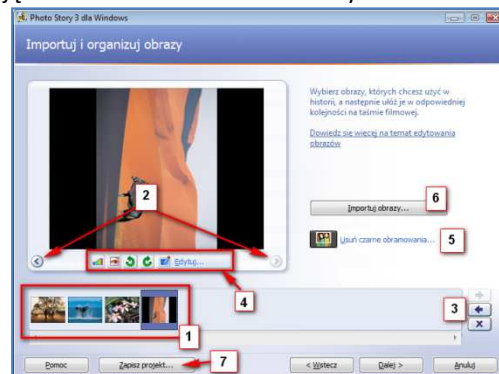 Photo Story 3 dla Windows
Importuj i organizuj obrazy
Wybierz obrazy, których chcesz użyć w
historii, a następnie ułóż je w odpowiedniej
kolejności na taśmie filmowej.
Dowiedz się więcej na temat edytowania
obrazów
6
Importuj obrazy...
2
Usuń czarne obramowania...
5
Edytuj...
4
3
1
7
Pomoc
Zapisz projekt...
< Wstecz
Dalej >
Anuluj